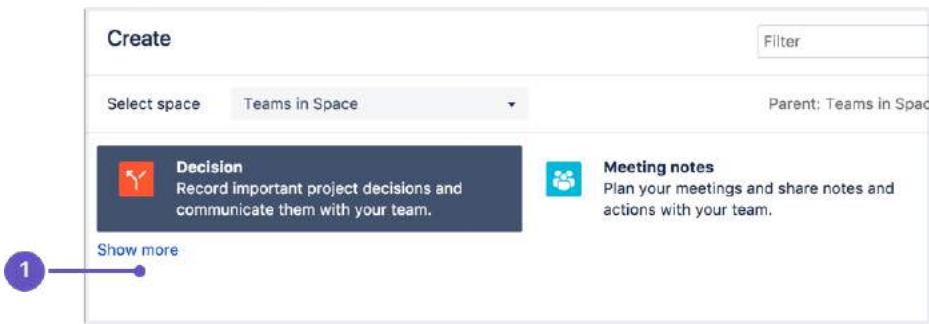 Create
Filter
Select space
Teams in Space
Parent: Teams in Spac
Decision
Record important project decisions and
communicate them with your team.
Meeting notes
Plan your meetings and share notes and
actions with your team.
Show more
1